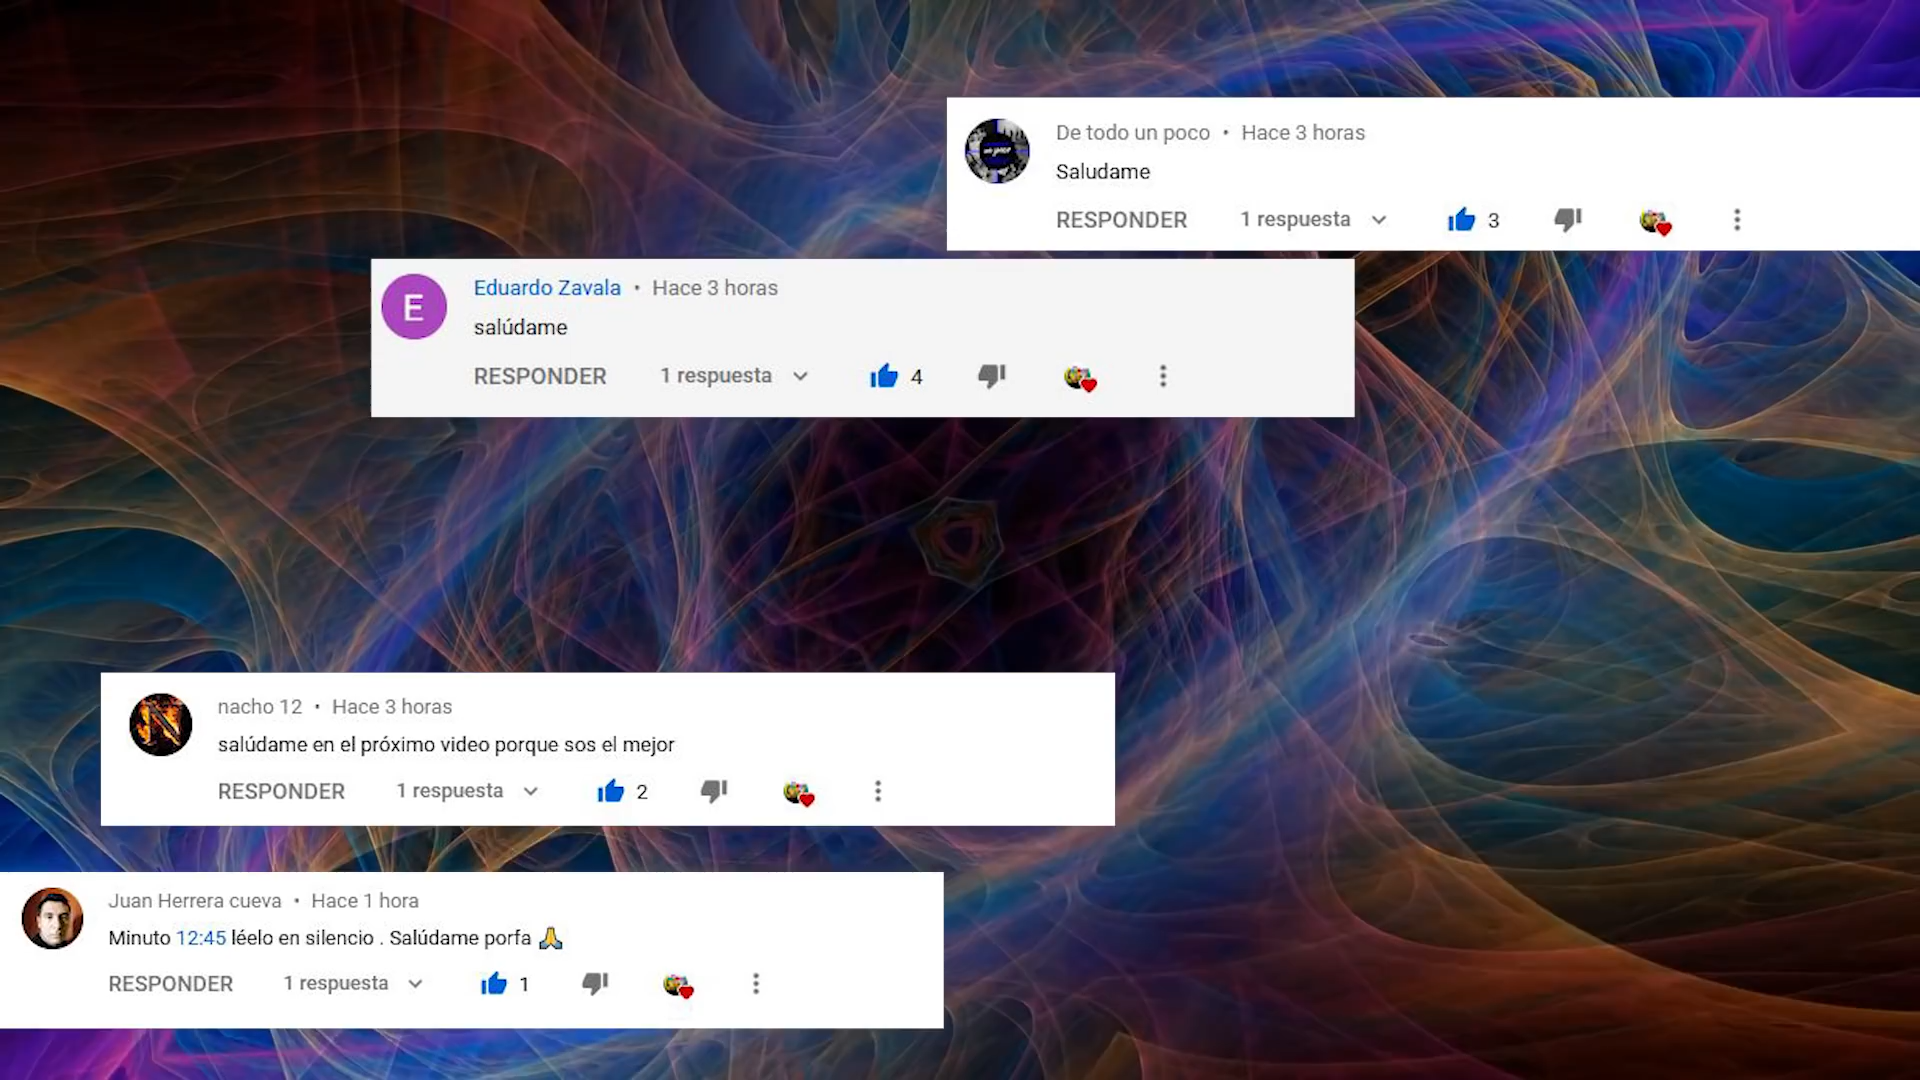 De todo un poco • Hace 3 horas
Saludame
RESPONDER 1 respuesta 3
E
Eduardo Zavala • Hace 3 horas
salúdame
RESPONDER 1 respuesta 4
nacho 12 • Hace 3 horas
salúdame en el próximo video porque sos el mejor
RESPONDER 1 respuesta 2
Juan Herrera cueva • Hace 1 hora
Minuto 12:45 léelo en silencio . Salúdame porfa 🙏
RESPONDER 1 respuesta 1